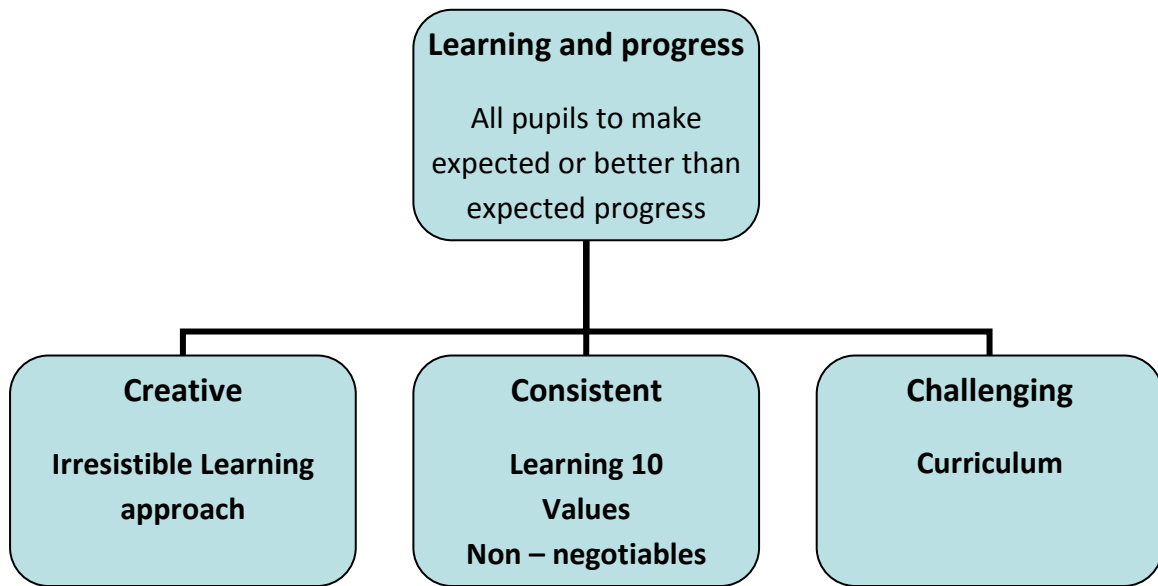 Learning and progress
All pupils to make
expected or better than
expected progress
Creative
Irresistible Learning
approach
Consistent
Learning 10
Values
Non – negotiables
Challenging
Curriculum